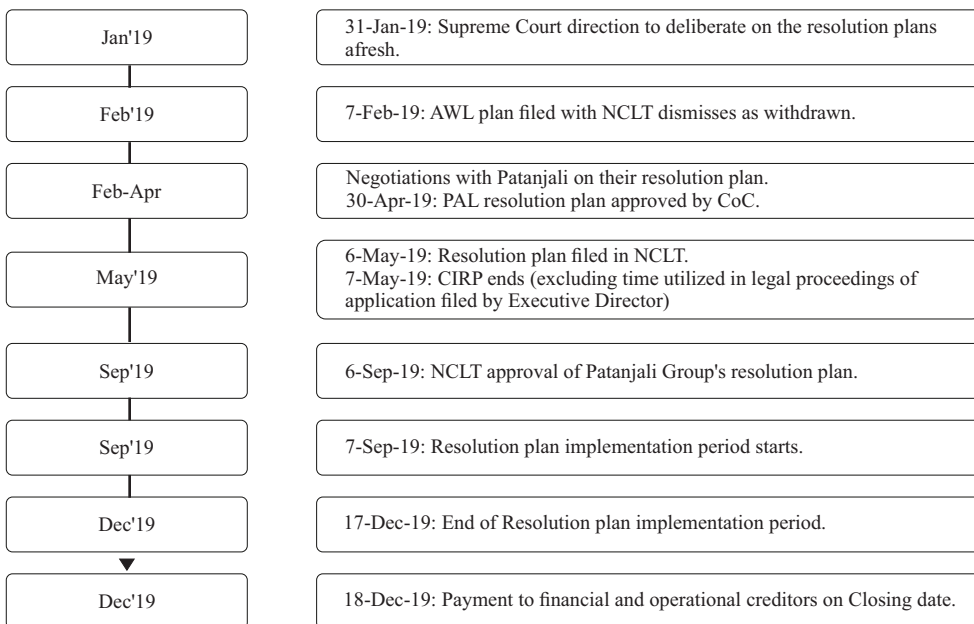 Jan'19
31-Jan-19: Supreme Court direction to deliberate on the resolution plans
afresh.
Feb'19
7-Feb-19: AWL plan filed with NCLT dismisses as withdrawn.
Feb-Apr
Negotiations with Patanjali on their resolution plan.
30-Apr-19: PAL resolution plan approved by CoC.
May'19
6-May-19: Resolution plan filed in NCLT.
7-May-19: CIRP ends (excluding time utilized in legal proceedings of
application filed by Executive Director)
Sep'19
6-Sep-19: NCLT approval of Patanjali Group's resolution plan.
Sep'19
7-Sep-19: Resolution plan implementation period starts.
Dec'19
17-Dec-19: End of Resolution plan implementation period.
Dec'19
18-Dec-19: Payment to financial and operational creditors on Closing date.